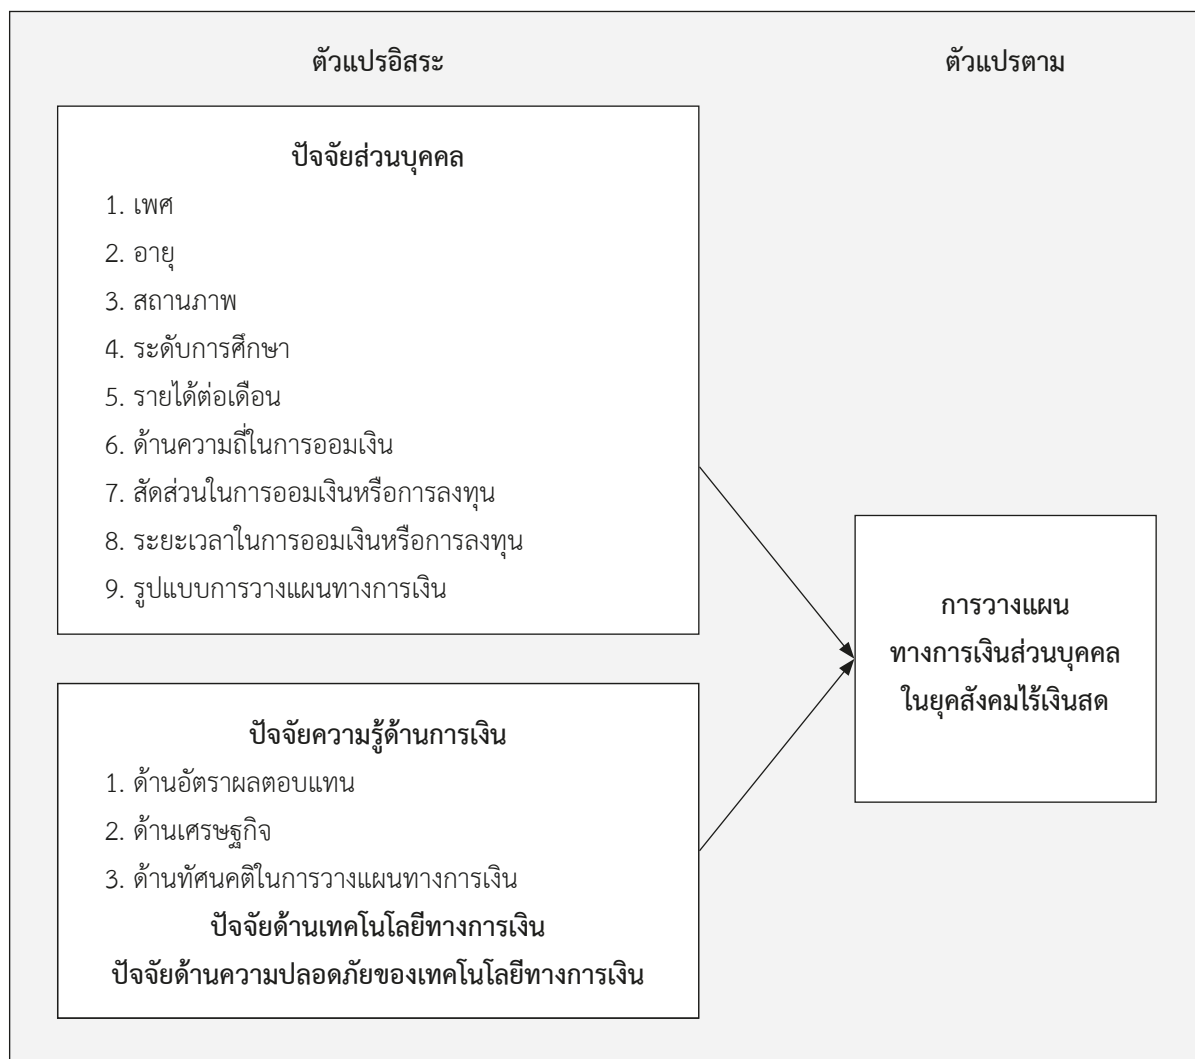 ตัวแปรอิสระ
ตัวแปรตาม
ปัจจัยส่วนบุคคล
1. เพศ
2. อายุ
3. สถานภาพ
4. ระดับการศึกษา
5. รายได้ต่อเดือน
6. ด้านความถี่ในการออมเงิน
7. สัดส่วนในการออมเงินหรือการลงทุน
8. ระยะเวลาในการออมเงินหรือการลงทุน
9. รูปแบบการวางแผนทางการเงิน
ปัจจัยความรู้ด้านการเงิน
1. ด้านอัตราผลตอบแทน
2. ด้านเศรษฐกิจ
3. ด้านทัศนคติในการวางแผนทางการเงิน
ปัจจัยด้านเทคโนโลยีทางการเงิน
ปัจจัยด้านความปลอดภัยของเทคโนโลยีทางการเงิน
การวางแผน
ทางการเงินส่วนบุคคล
ในยุคสังคมไร้เงินสด